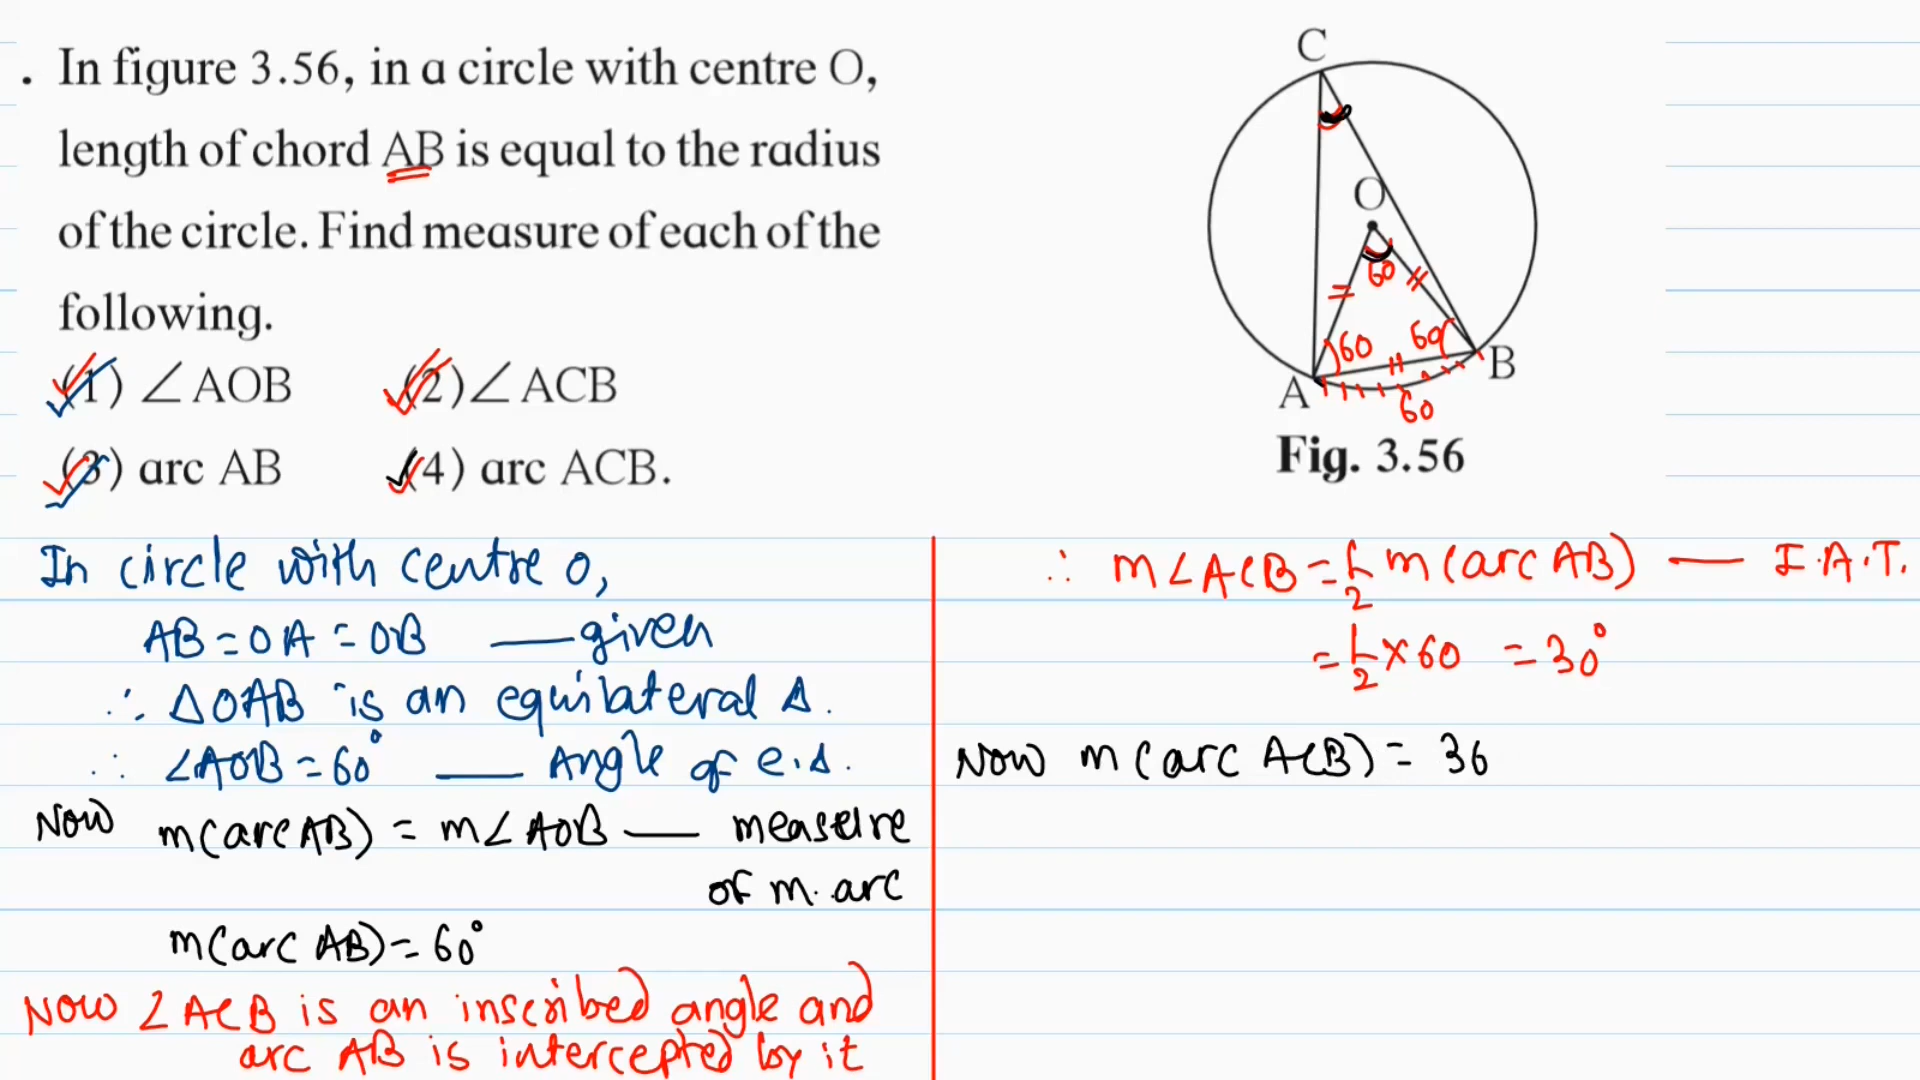 . In figure 3.56, in a circle with centre O,
length of chord AB is equal to the radius
of the circle. Find measure of each of the
following.
(1) ∠AOB (2) ∠ACB
(3) arc AB (4) arc ACB.
C
O
60
60 60
A B
60
Fig. 3.56
In circle with centre O,
AB = OA = OB — given
∴ △OAB is an equilateral △.
∴ ∠AOB = 60° — Angle of e.△.
Now m(arc AB) = m∠AOB — measure
of m. arc
m(arc AB) = 60°
Now ∠ACB is an inscribed angle and
arc AB is intercepted by it
∴ m∠ACB = 1/2 m(arc AB) — I.A.T.
= 1/2 × 60 = 30°
Now m(arc ACB) = 36